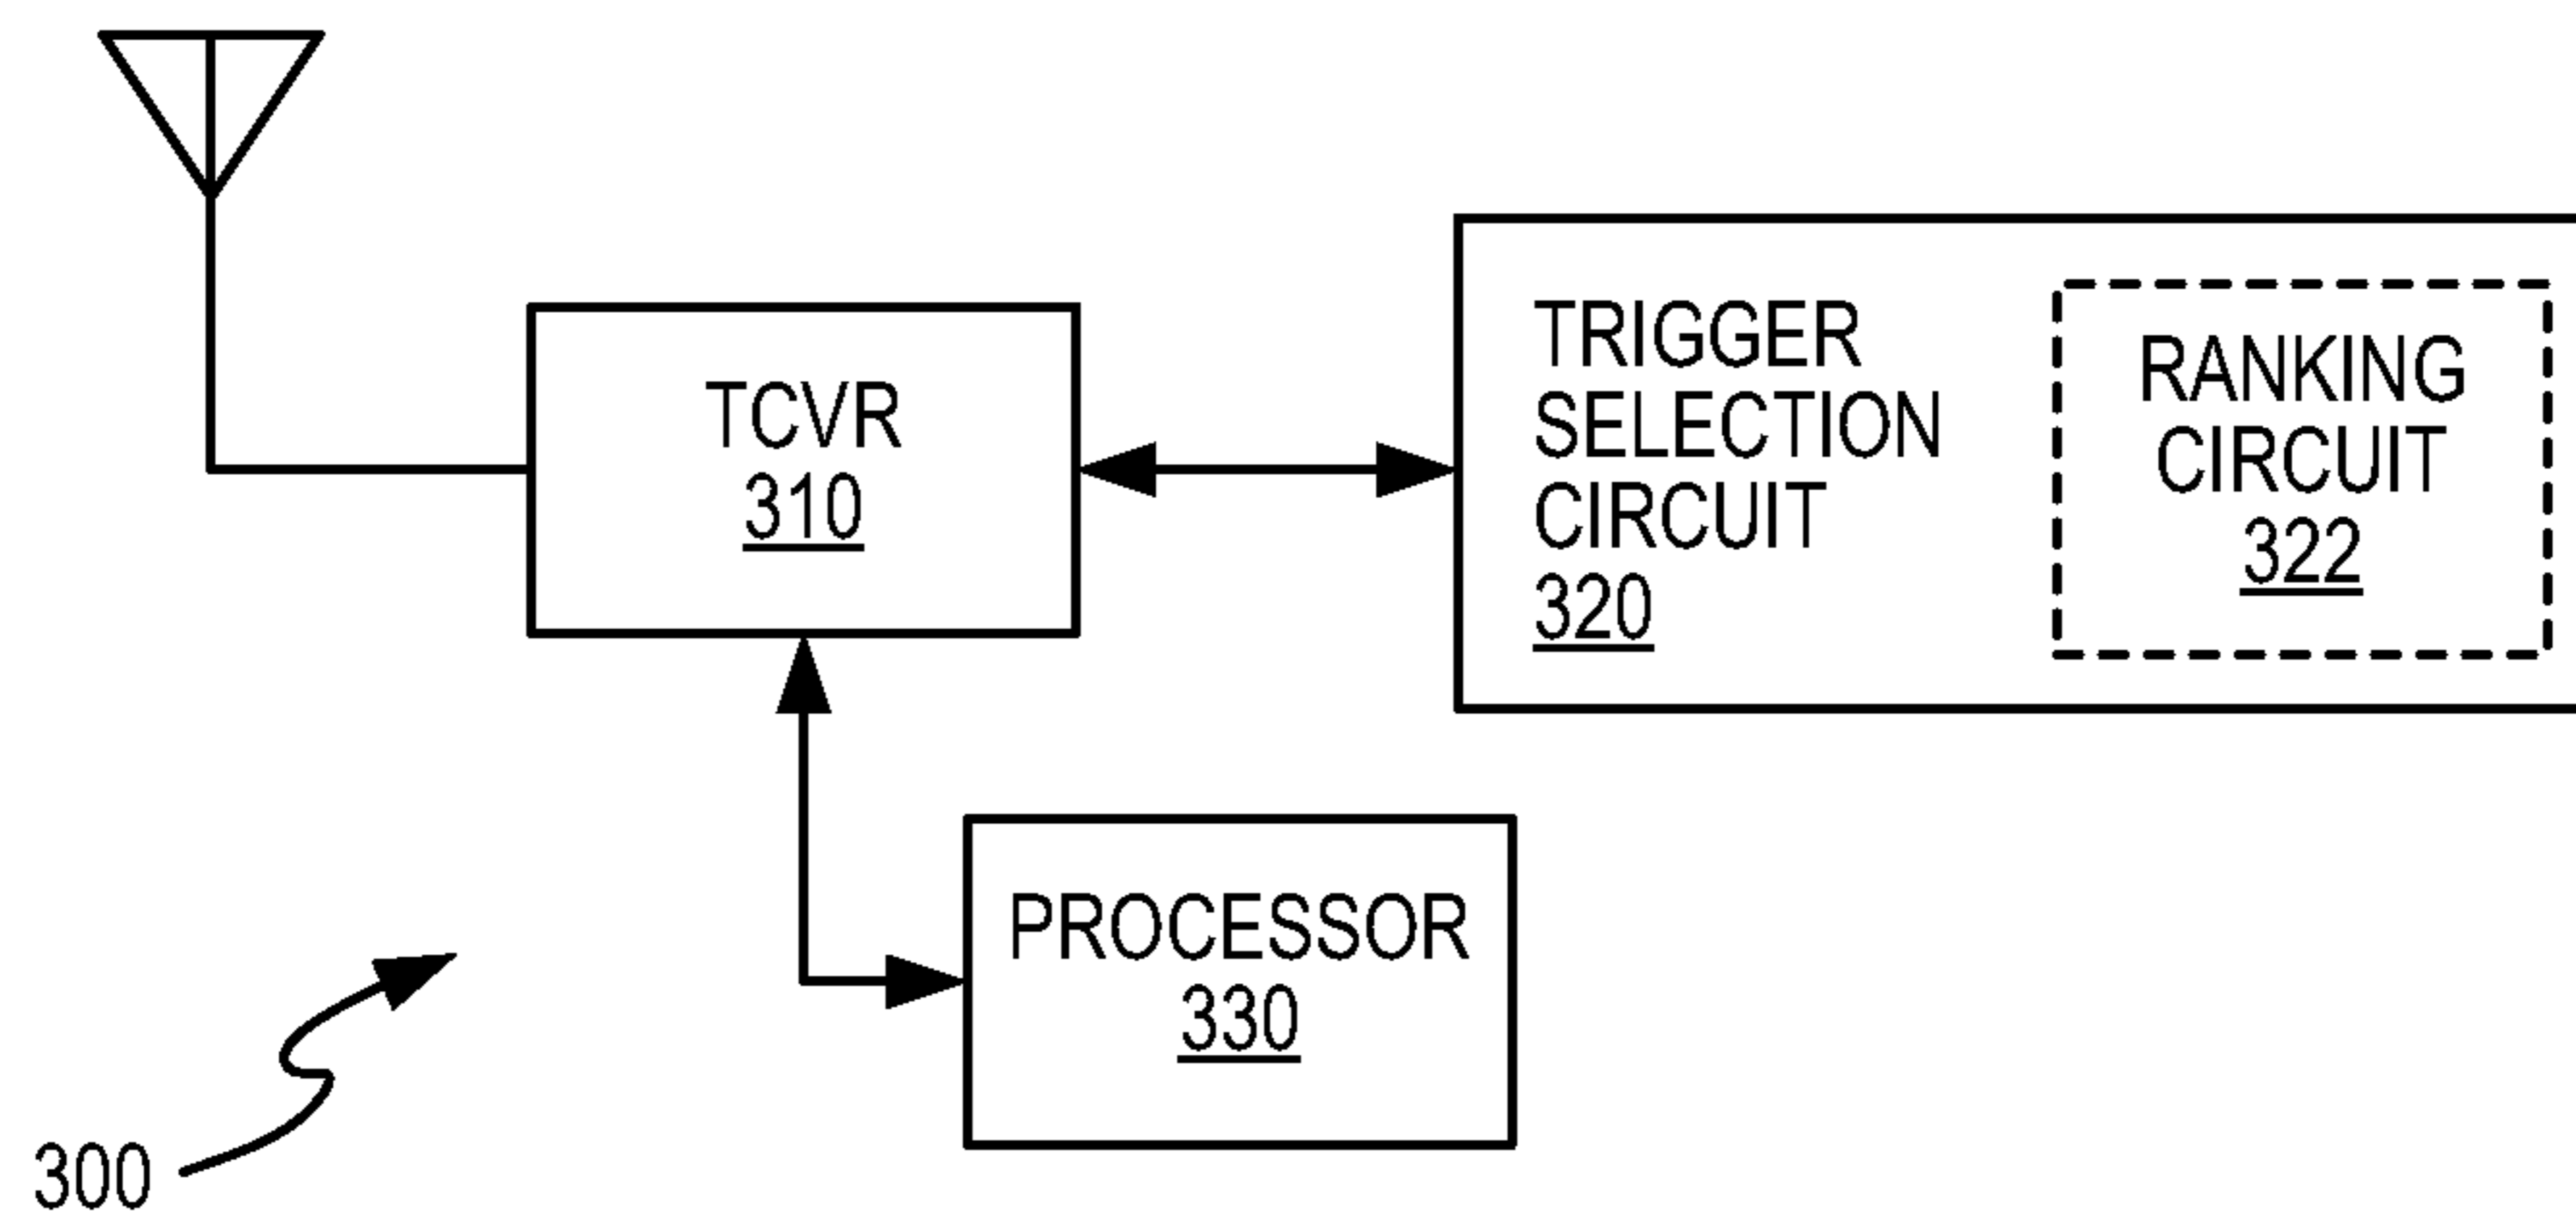 TCVR
310
TRIGGER
SELECTION
CIRCUIT
320
RANKING
CIRCUIT
322
PROCESSOR
330
300